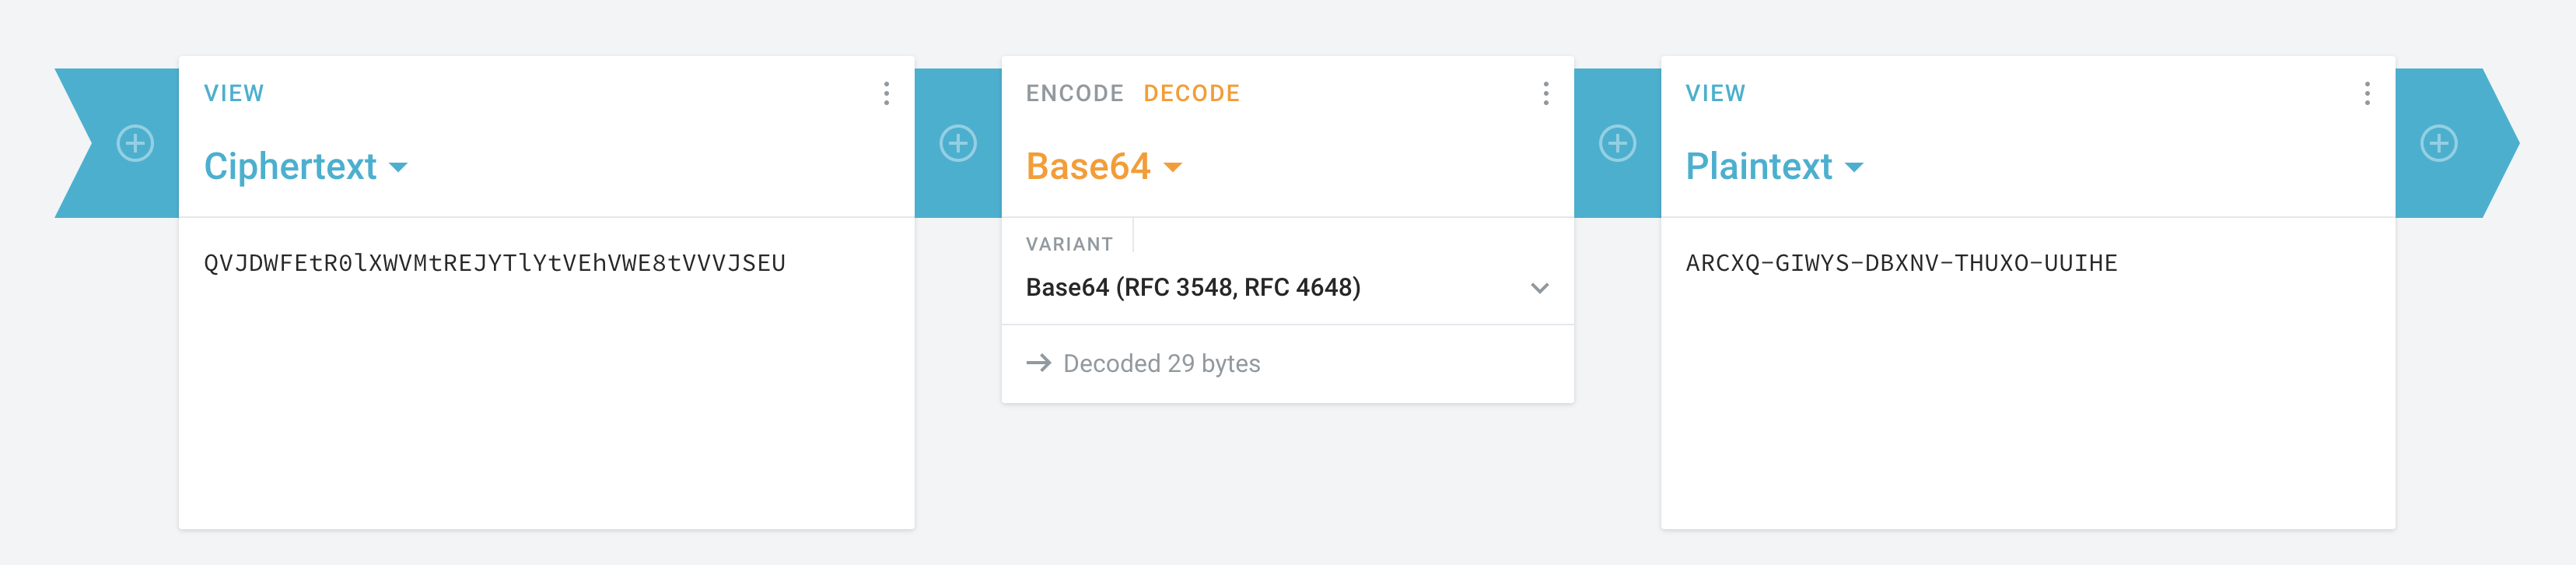 VIEW
Ciphertext
QVJDWFEtR0lXWVMtREJYTlYtVEhVWE8tVVVJSEU
ENCODE DECODE
Base64
VARIANT
Base64 (RFC 3548, RFC 4648)
→ Decoded 29 bytes
VIEW
Plaintext
ARCXQ-GIWYS-DBXNV-THUXO-UUIHE